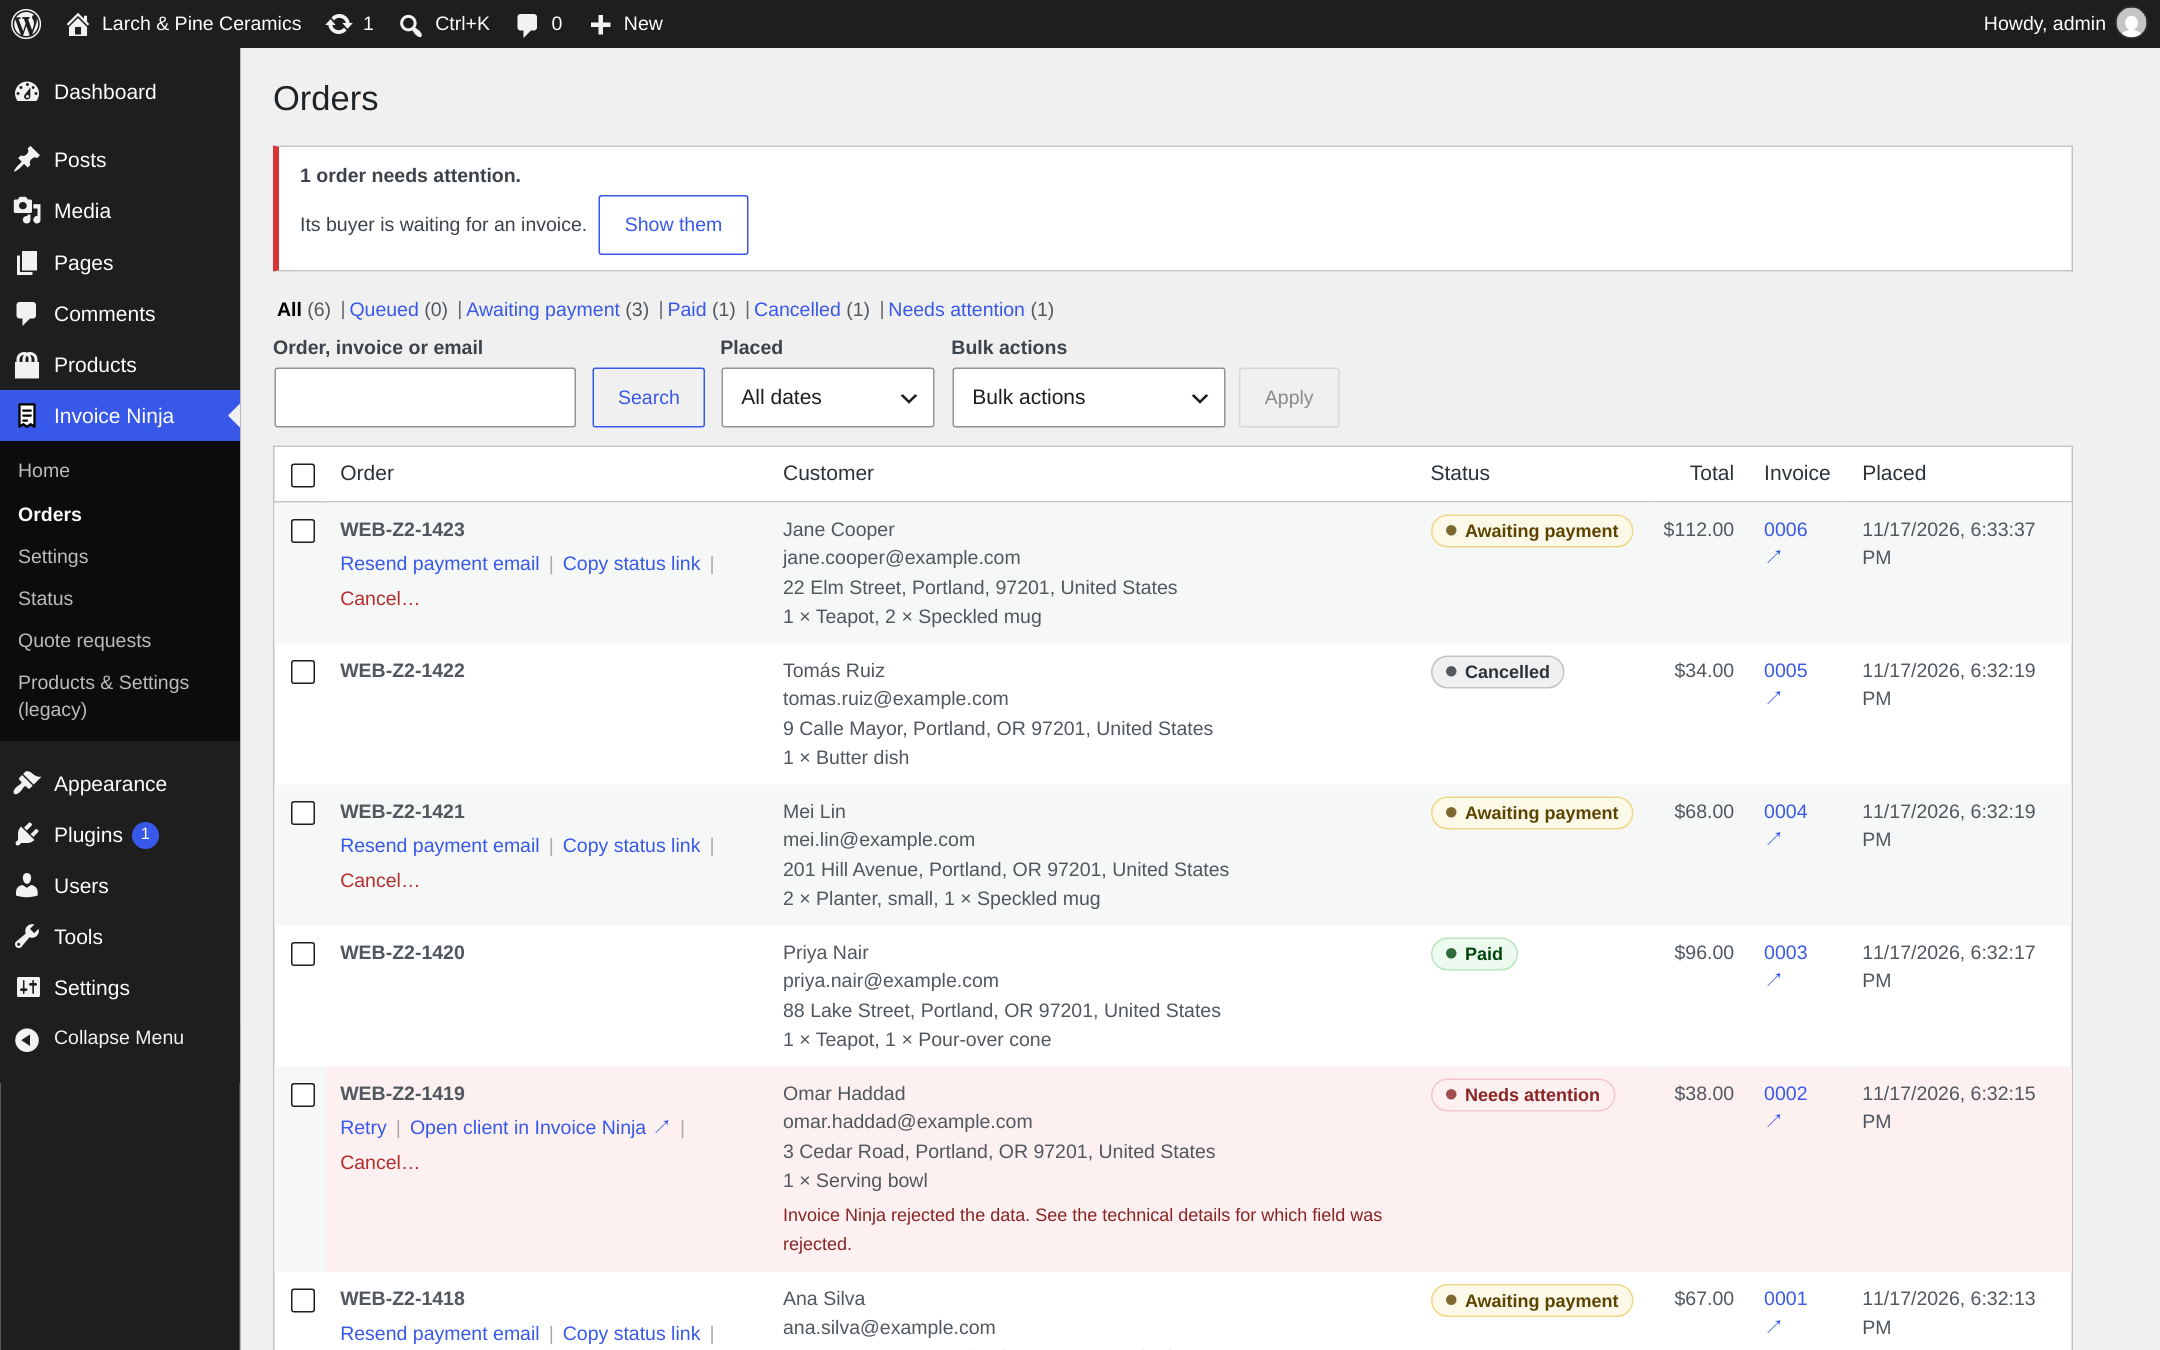 Larch & Pine Ceramics 1 Ctrl+K 0 New Howdy, admin
Dashboard
Posts
Media
Pages
Comments
Products
Invoice Ninja
Home
Orders
Settings
Status
Quote requests
Products & Settings
(legacy)
Appearance
Plugins 1
Users
Tools
Settings
Collapse Menu
Orders
1 order needs attention.
Its buyer is waiting for an invoice. Show them
All (6) | Queued (0) | Awaiting payment (3) | Paid (1) | Cancelled (1) | Needs attention (1)
Order, invoice or email Placed Bulk actions
Search All dates Bulk actions Apply
Order Customer Status Total Invoice Placed
WEB-Z2-1423 Jane Cooper Awaiting payment $112.00 0006 11/17/2026, 6:33:37
jane.cooper@example.com ↗ PM
Resend payment email | Copy status link |
22 Elm Street, Portland, 97201, United States
Cancel…
1 × Teapot, 2 × Speckled mug
WEB-Z2-1422 Tomás Ruiz Cancelled $34.00 0005 11/17/2026, 6:32:19
tomas.ruiz@example.com ↗ PM
9 Calle Mayor, Portland, OR 97201, United States
1 × Butter dish
WEB-Z2-1421 Mei Lin Awaiting payment $68.00 0004 11/17/2026, 6:32:19
mei.lin@example.com ↗ PM
Resend payment email | Copy status link |
201 Hill Avenue, Portland, OR 97201, United States
Cancel…
2 × Planter, small, 1 × Speckled mug
WEB-Z2-1420 Priya Nair Paid $96.00 0003 11/17/2026, 6:32:17
priya.nair@example.com ↗ PM
88 Lake Street, Portland, OR 97201, United States
1 × Teapot, 1 × Pour-over cone
WEB-Z2-1419 Omar Haddad Needs attention $38.00 0002 11/17/2026, 6:32:15
omar.haddad@example.com ↗ PM
Retry | Open client in Invoice Ninja ↗ |
3 Cedar Road, Portland, OR 97201, United States
Cancel…
1 × Serving bowl
Invoice Ninja rejected the data. See the technical details for which field was
rejected.
WEB-Z2-1418 Ana Silva Awaiting payment $67.00 0001 11/17/2026, 6:32:13
ana.silva@example.com ↗ PM
Resend payment email | Copy status link |